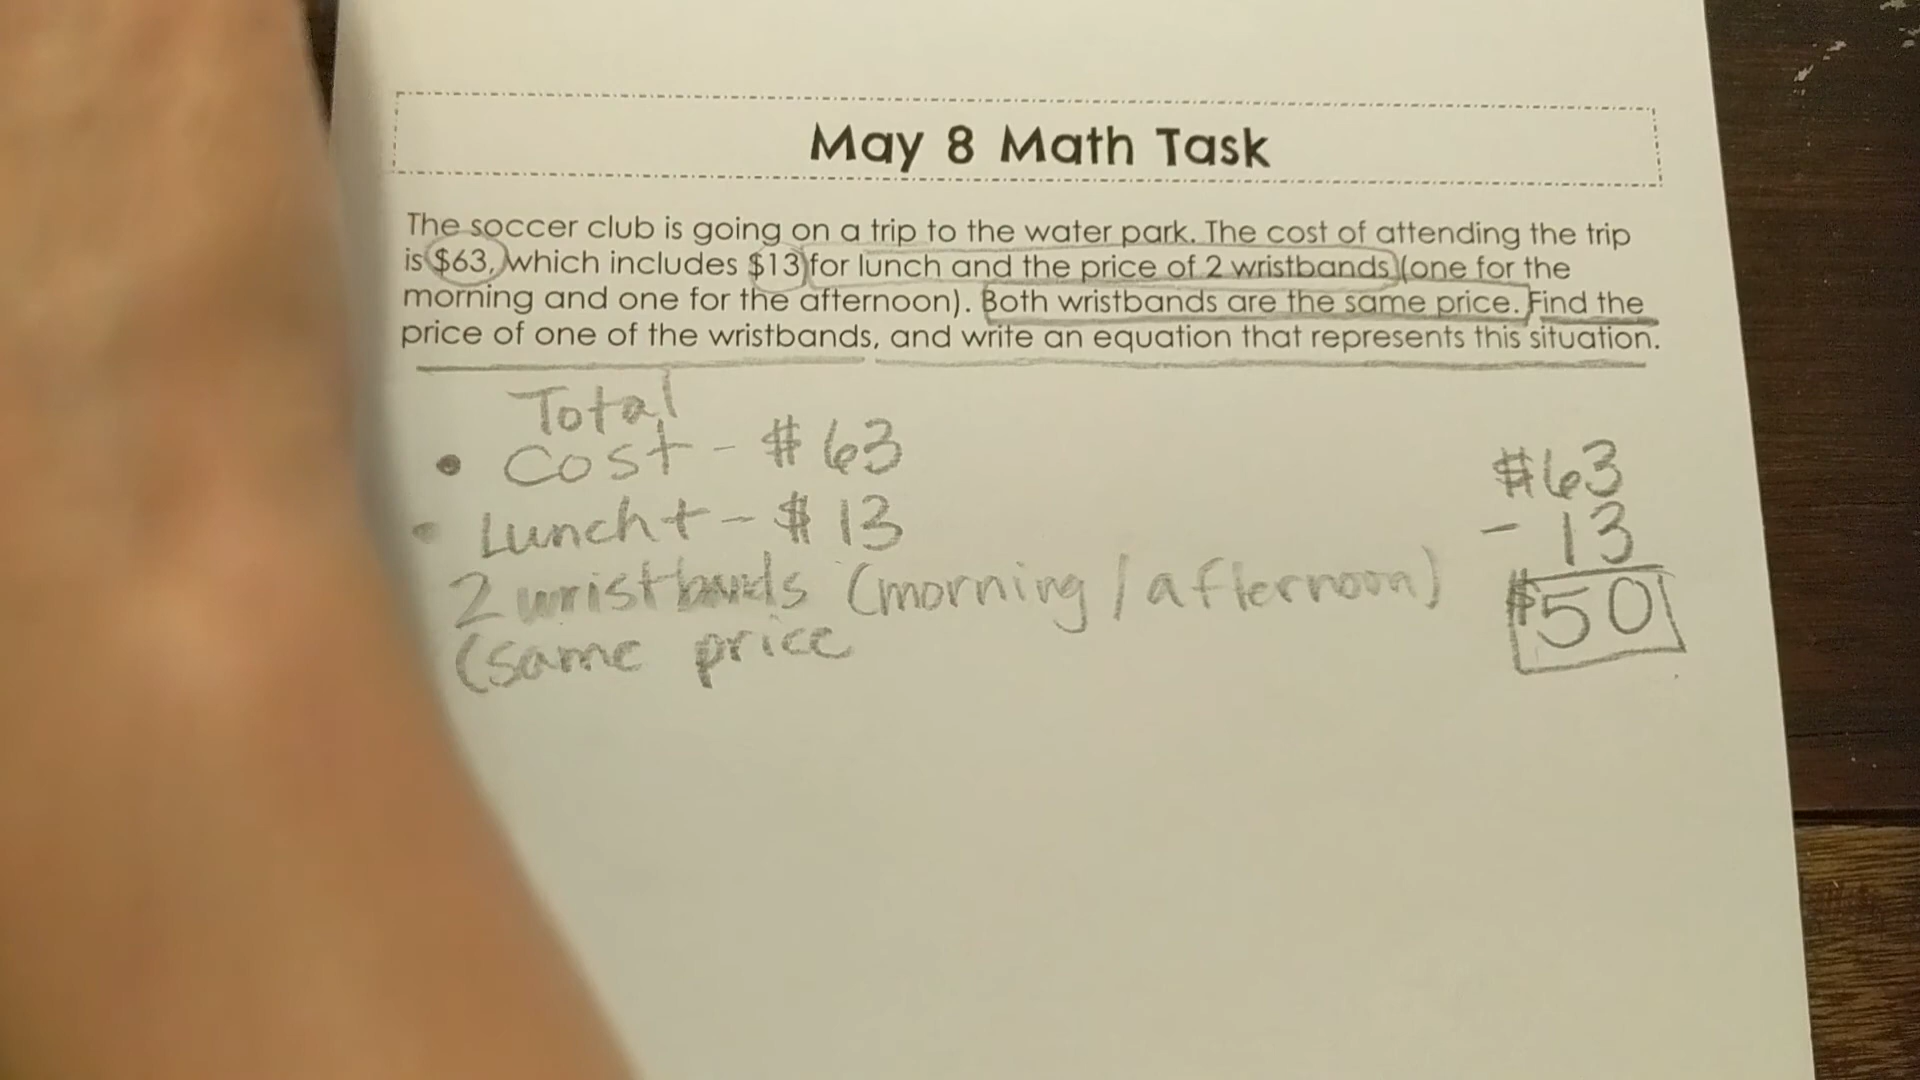 May 8 Math Task
The soccer club is going on a trip to the water park. The cost of attending the trip
is $63, which includes $13 for lunch and the price of 2 wristbands (one for the
morning and one for the afternoon). Both wristbands are the same price. Find the
price of one of the wristbands, and write an equation that represents this situation.
Total
• Cost - $63
• Lunch + - $13
2 wristbands (morning / afternoon)
(same price
$63
- 13
$50